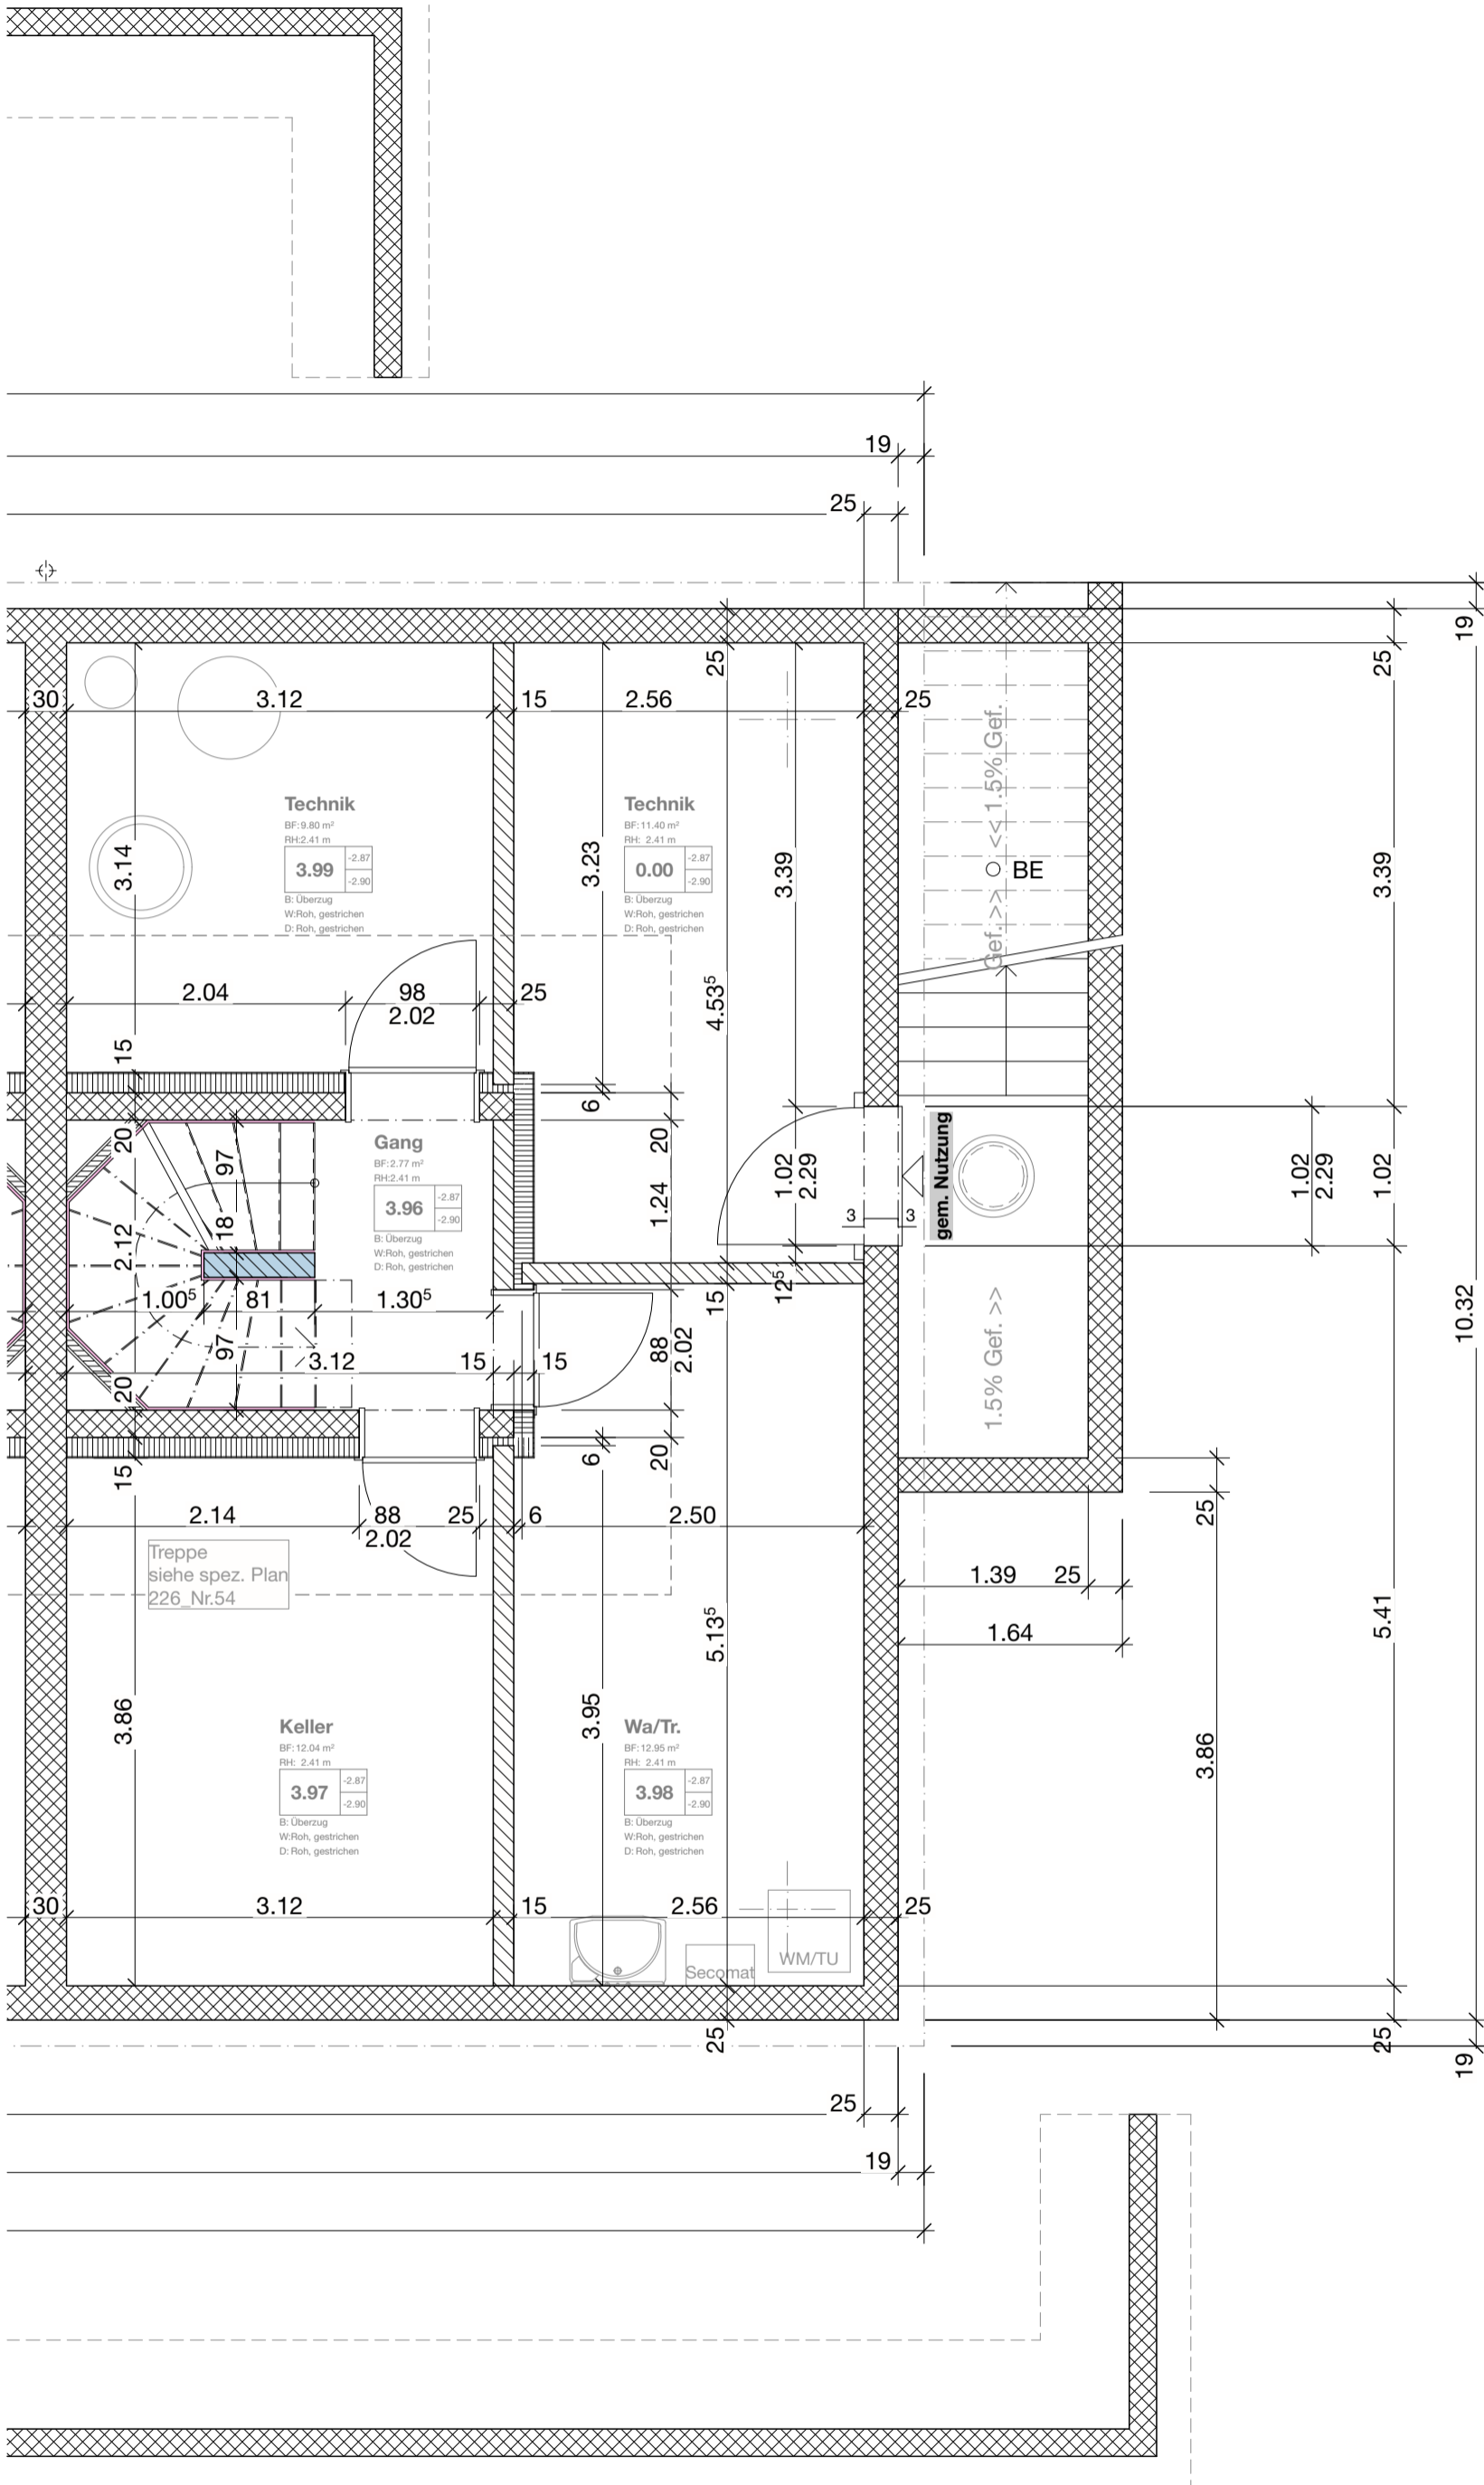 19
25
19
25
25
30
3.12
15
2.56
25
Technik
BF: 9.80 m²
RH:2.41 m
3.99
-2.87
-2.90
B: Überzug
W:Roh, gestrichen
D: Roh, gestrichen
Technik
BF: 11.40 m²
RH: 2.41 m
0.00
-2.87
-2.90
B: Überzug
W:Roh, gestrichen
D: Roh, gestrichen
3.14
3.23
3.39
4.53⁵
Gef.>> << 1.5% Gef.
BE
3.39
2.04
98
2.02
25
15
6
20
20
97
18
2.12
Gang
BF: 2.77 m²
RH:2.41 m
3.96
-2.87
-2.90
B: Überzug
W:Roh, gestrichen
D: Roh, gestrichen
1.24
1.02
2.29
3
3
gem. Nutzung
1.02
2.29
1.02
10.32
1.00⁵
81
1.30⁵
15
12⁵
97
3.12
15
15
88
2.02
1.5% Gef. >>
20
15
6
20
2.14
88
2.02
25
6
2.50
25
Treppe
siehe spez. Plan
226_Nr.54
1.39
25
1.64
5.13⁵
5.41
3.86
3.95
3.86
Keller
BF: 12.04 m²
RH: 2.41 m
3.97
-2.87
-2.90
B: Überzug
W:Roh, gestrichen
D: Roh, gestrichen
Wa/Tr.
BF: 12.95 m²
RH: 2.41 m
3.98
-2.87
-2.90
B: Überzug
W:Roh, gestrichen
D: Roh, gestrichen
30
3.12
15
2.56
25
Secomat
WM/TU
25
25
19
25
19